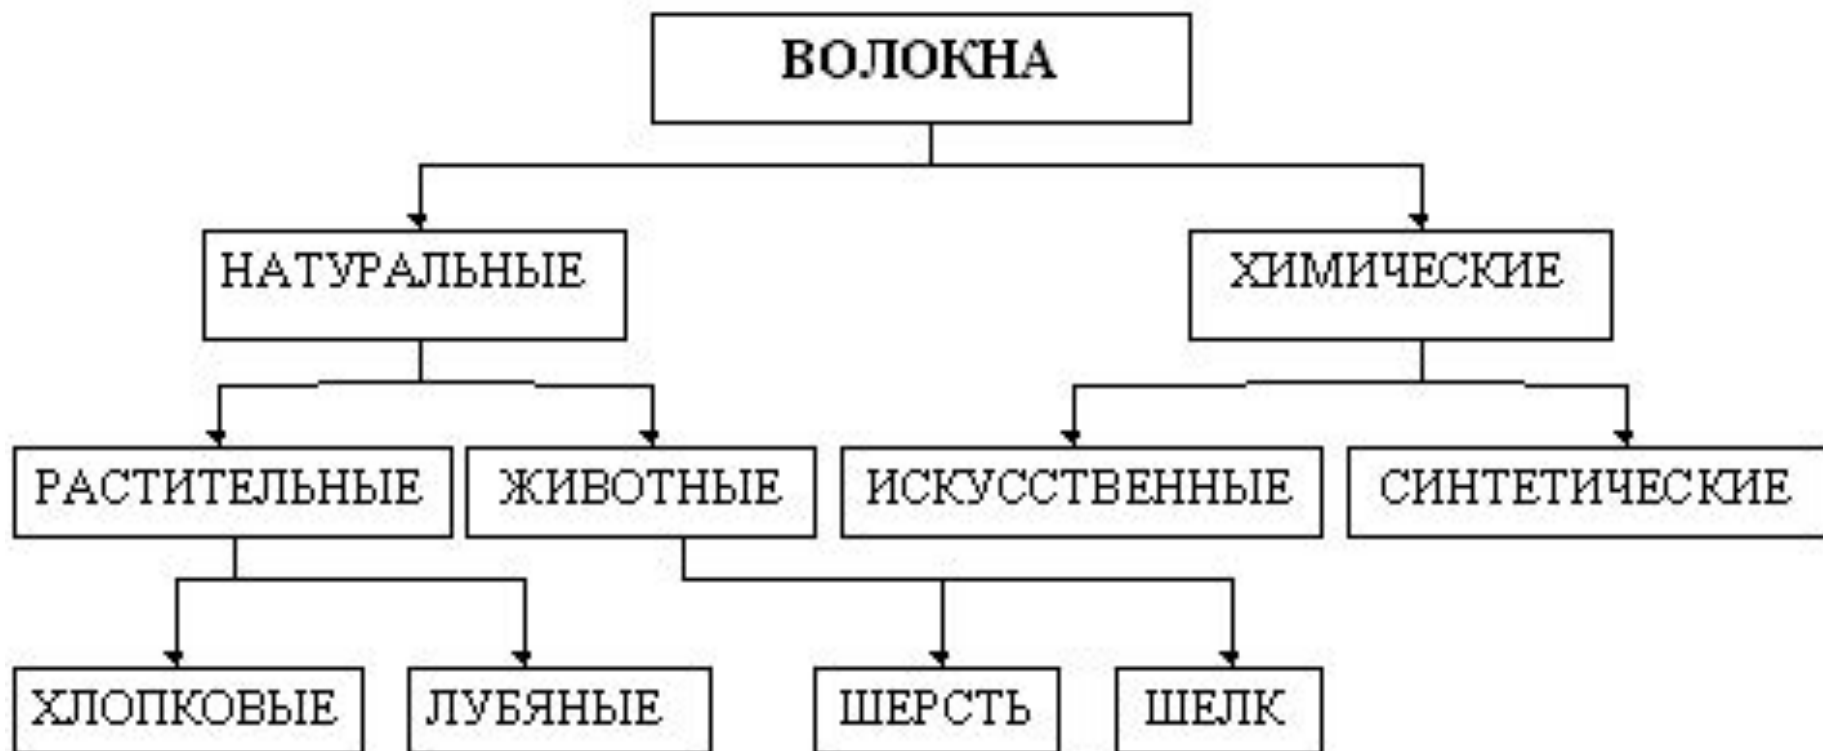 ВОЛОКНА
НАТУРАЛЬНЫЕ
ХИМИЧЕСКИЕ
РАСТИТЕЛЬНЫЕ
ЖИВОТНЫЕ
ИСКУССТВЕННЫЕ
СИНТЕТИЧЕСКИЕ
ХЛОПКОВЫЕ
ЛУБЯНЫЕ
ШЕРСТЬ
ШЕЛК